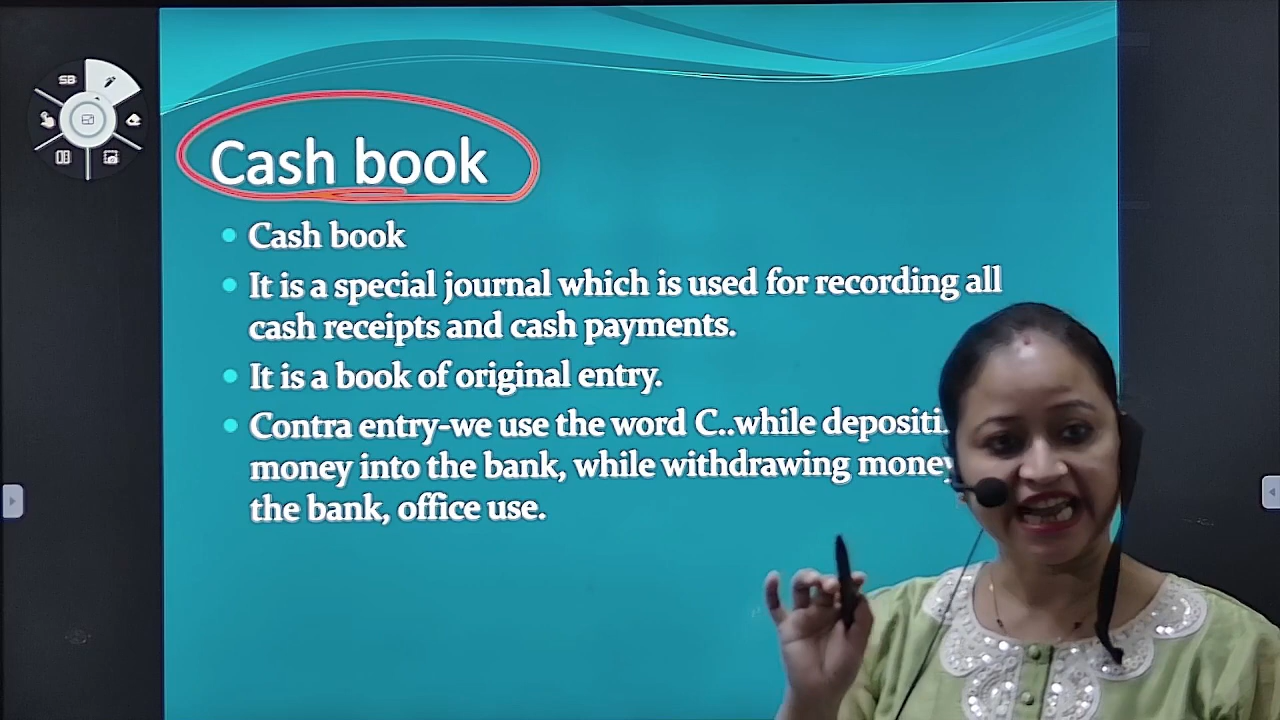 SB
Cash book
Cash book
It is a special journal which is used for recording all
cash receipts and cash payments.
It is a book of original entry.
Contra entry-we use the word C..while depositi
money into the bank, while withdrawing money
the bank, office use.